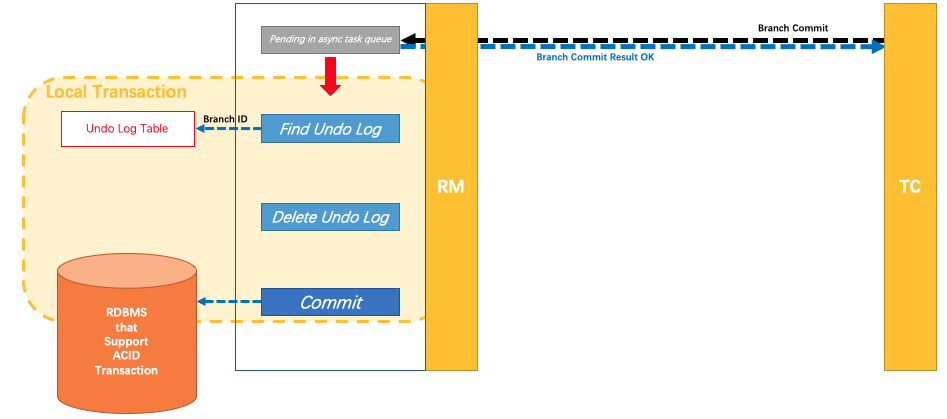 Branch Commit
Pending in async task queue
Branch Commit Result OK
Local Transaction
Branch ID
Undo Log Table
Find Undo Log
RM
TC
Delete Undo Log
Commit
RDBMS
that
Support
ACID
Transaction